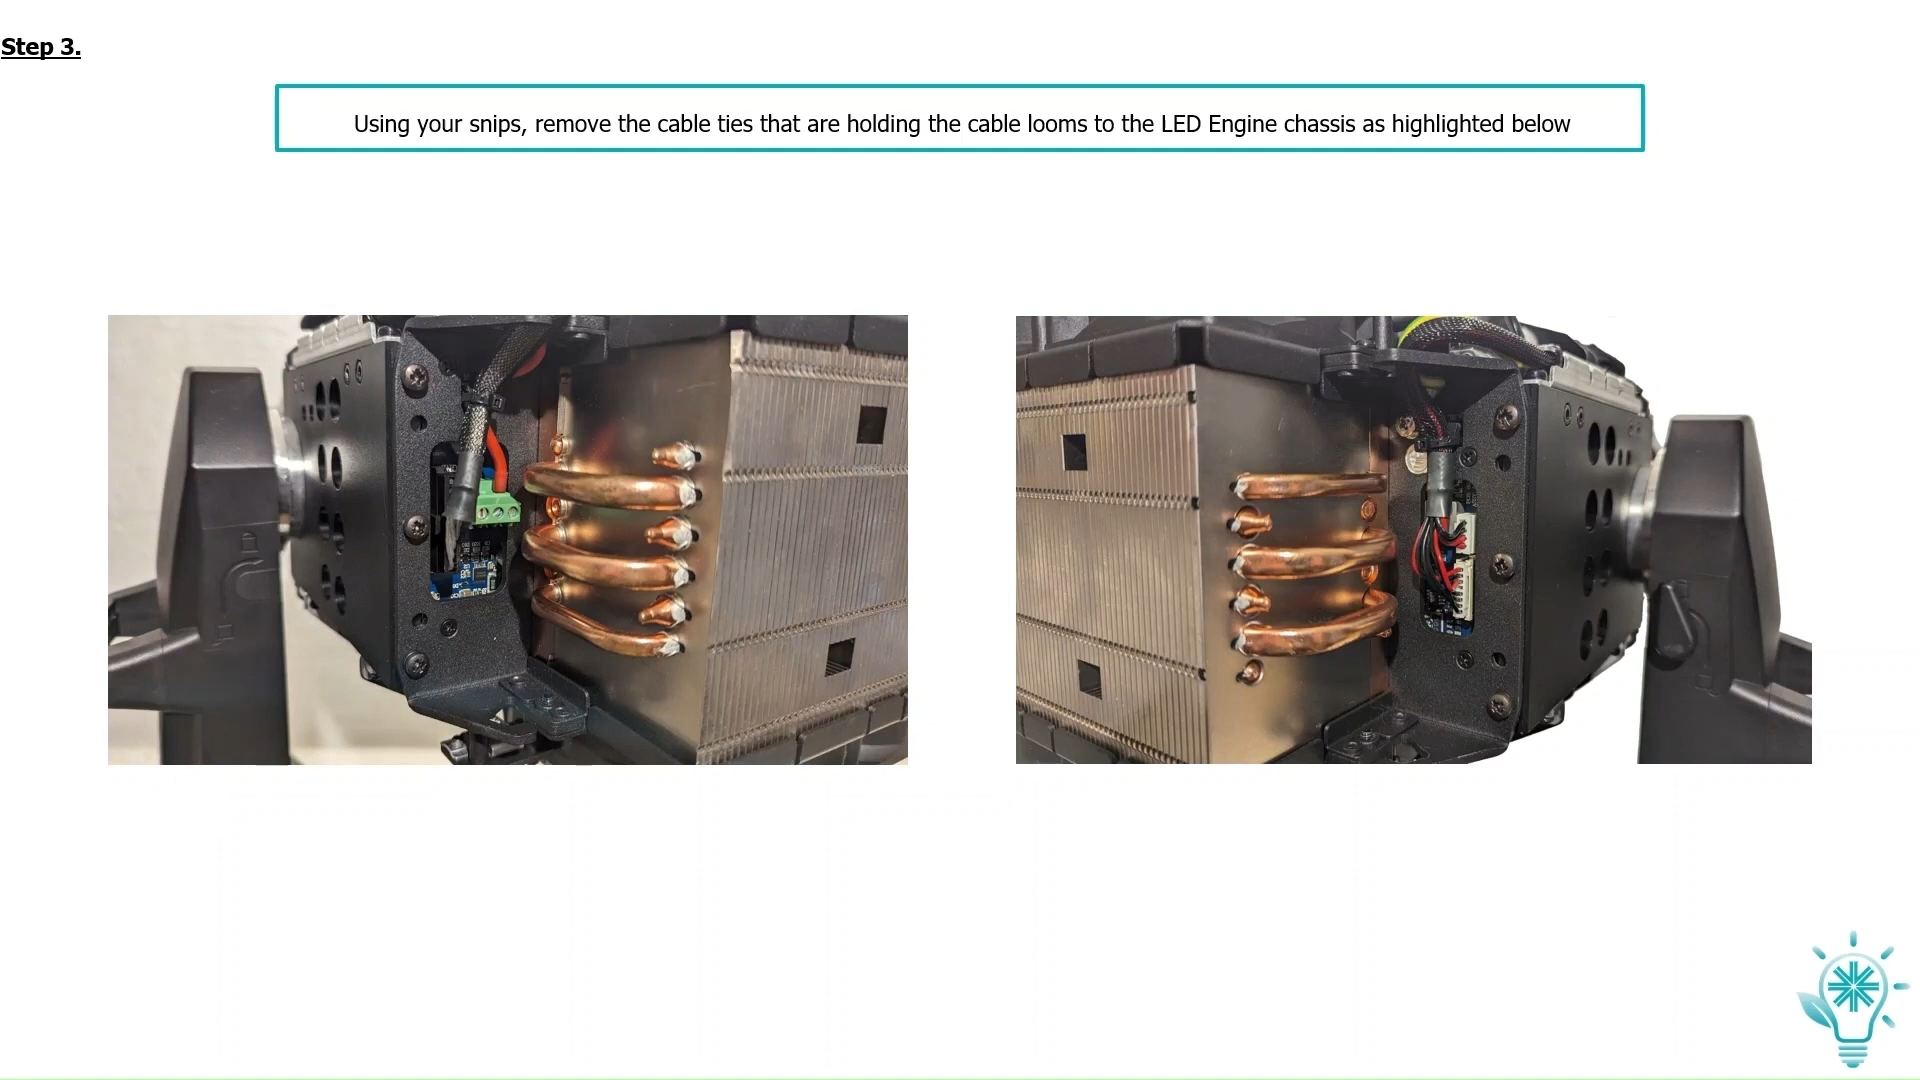 Step 3.
Using your snips, remove the cable ties that are holding the cable looms to the LED Engine chassis as highlighted below